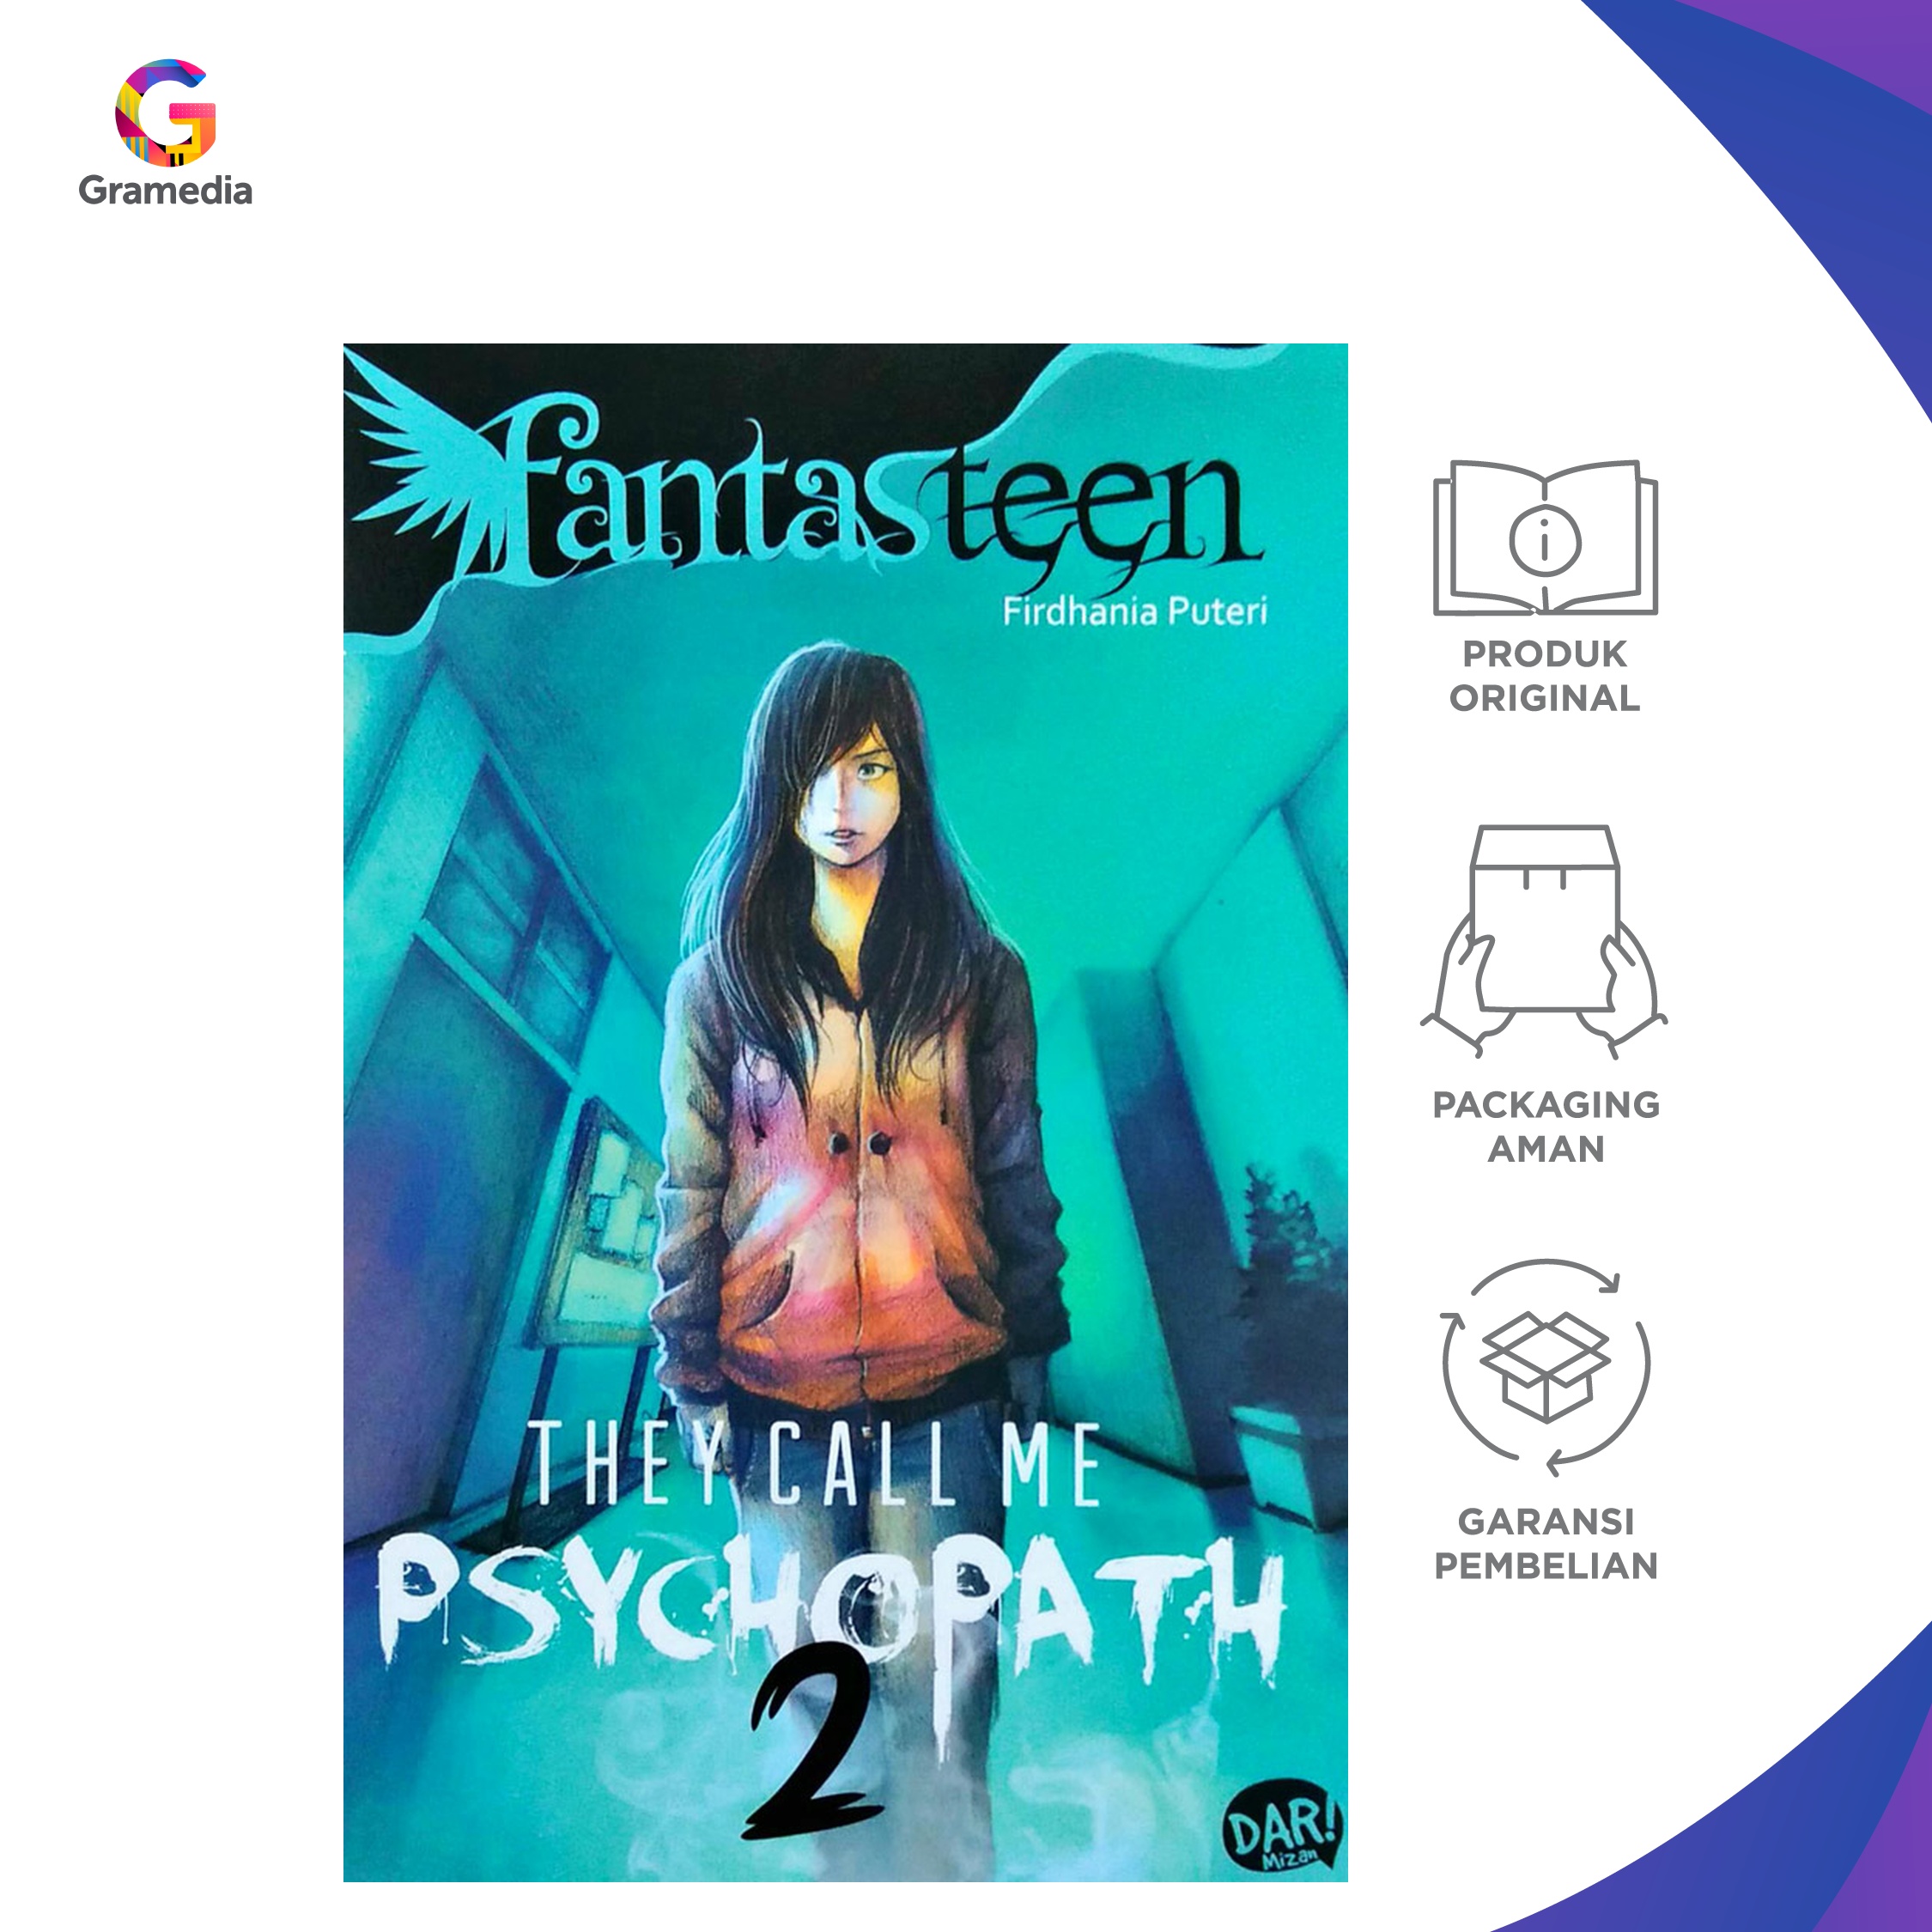 Gramedia
fantasteen
Firdhania Puteri
THEY CALL ME
PSYCHOPATH
2
DAR!
Mizan
PRODUK
ORIGINAL
PACKAGING
AMAN
GARANSI
PEMBELIAN